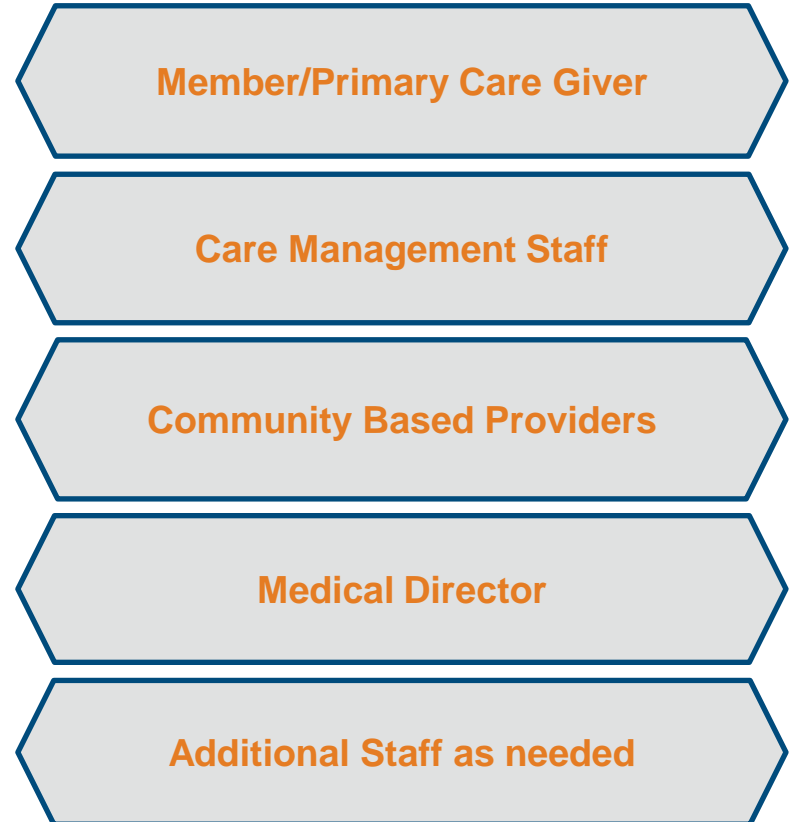 Member/Primary Care Giver
Care Management Staff
Community Based Providers
Medical Director
Additional Staff as needed